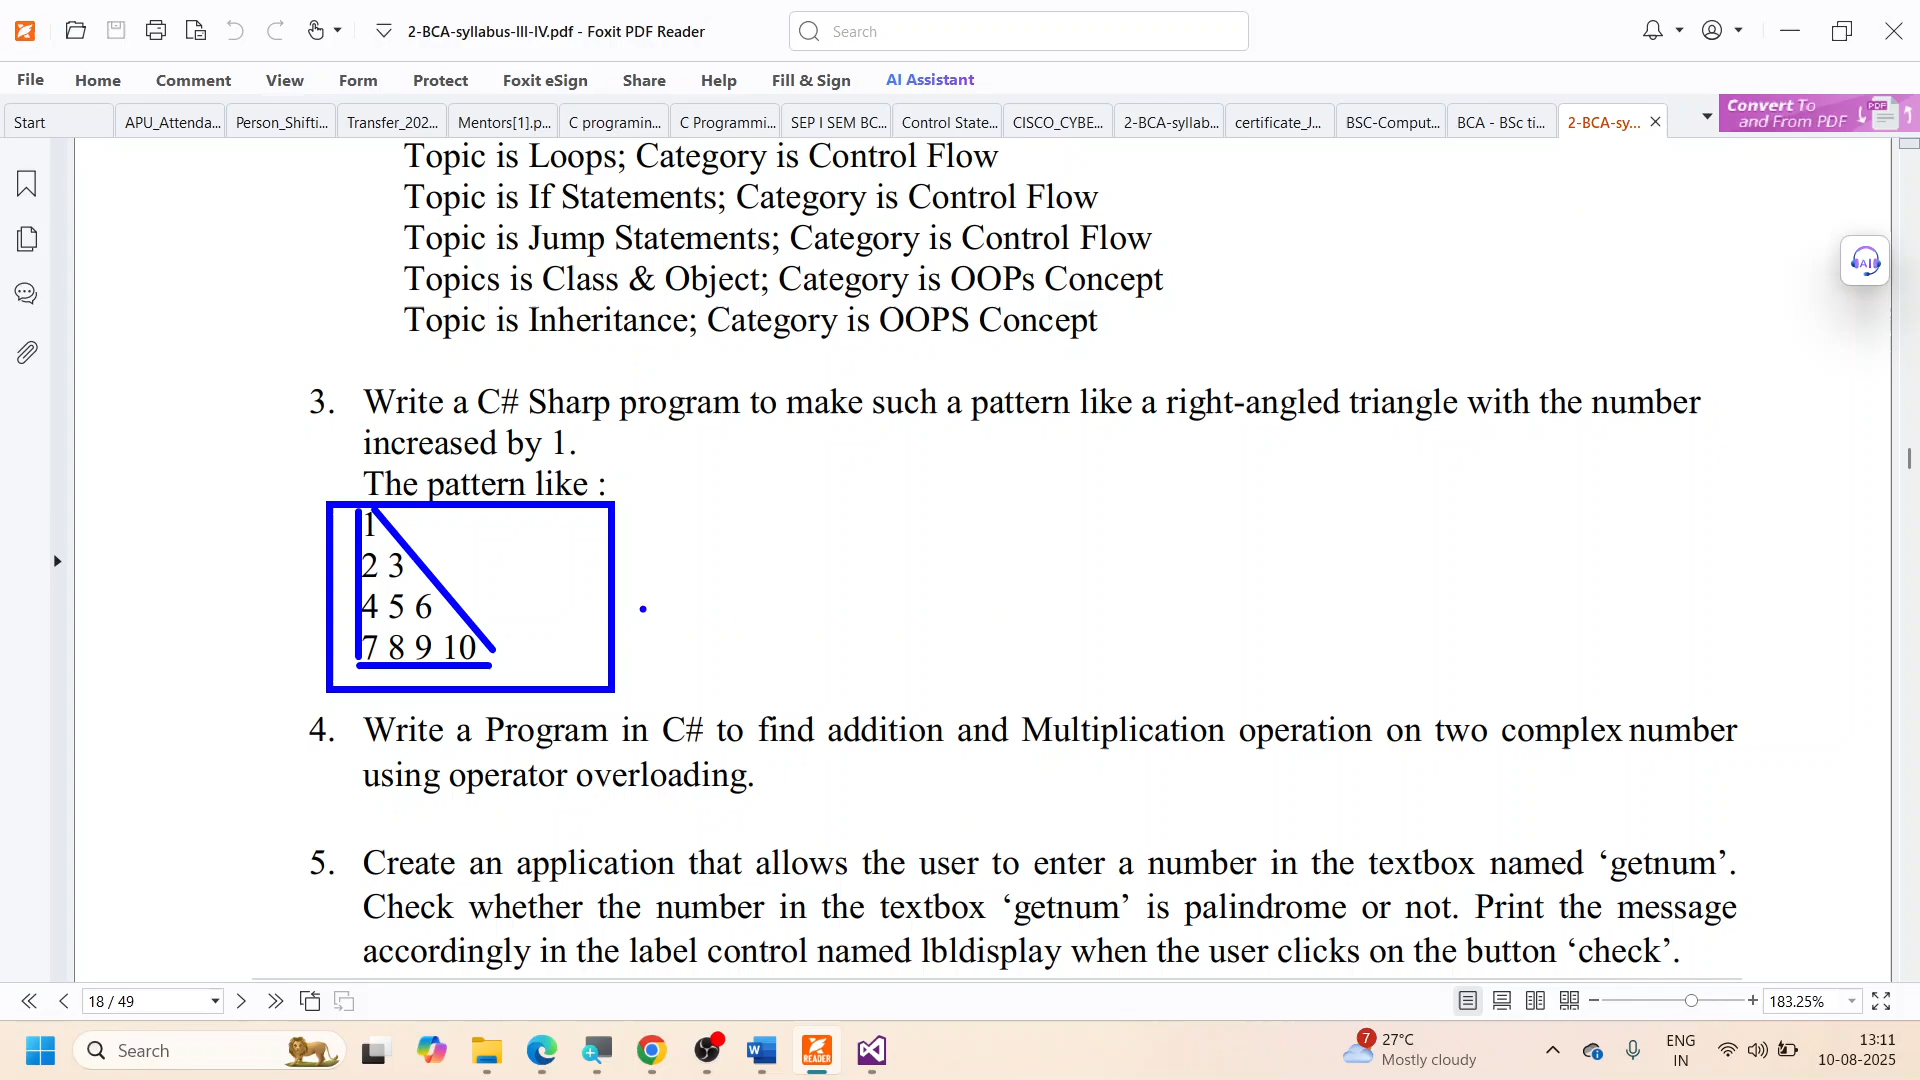 2-BCA-syllabus-III-IV.pdf - Foxit PDF Reader
Search
File Home Comment View Form Protect Foxit eSign Share Help Fill & Sign AI Assistant
Start APU_Attenda... Person_Shifti... Transfer_202... Mentors[1].p... C programin... C Programmi... SEP I SEM BC... Control State... CISCO_CYBE... 2-BCA-syllab... certificate_J... BSC-Comput... BCA - BSc ti... 2-BCA-sy...
Convert To
and From PDF
PDF
AI
Topic is Loops; Category is Control Flow
Topic is If Statements; Category is Control Flow
Topic is Jump Statements; Category is Control Flow
Topics is Class & Object; Category is OOPs Concept
Topic is Inheritance; Category is OOPS Concept
3. Write a C# Sharp program to make such a pattern like a right-angled triangle with the number
increased by 1.
The pattern like :
1
2 3
4 5 6
7 8 9 10
4. Write a Program in C# to find addition and Multiplication operation on two complex number
using operator overloading.
5. Create an application that allows the user to enter a number in the textbox named ‘getnum’.
Check whether the number in the textbox ‘getnum’ is palindrome or not. Print the message
accordingly in the label control named lbldisplay when the user clicks on the button ‘check’.
18 / 49
183.25%
Search
READER
7
27°C
Mostly cloudy
ENG
IN
13:11
10-08-2025